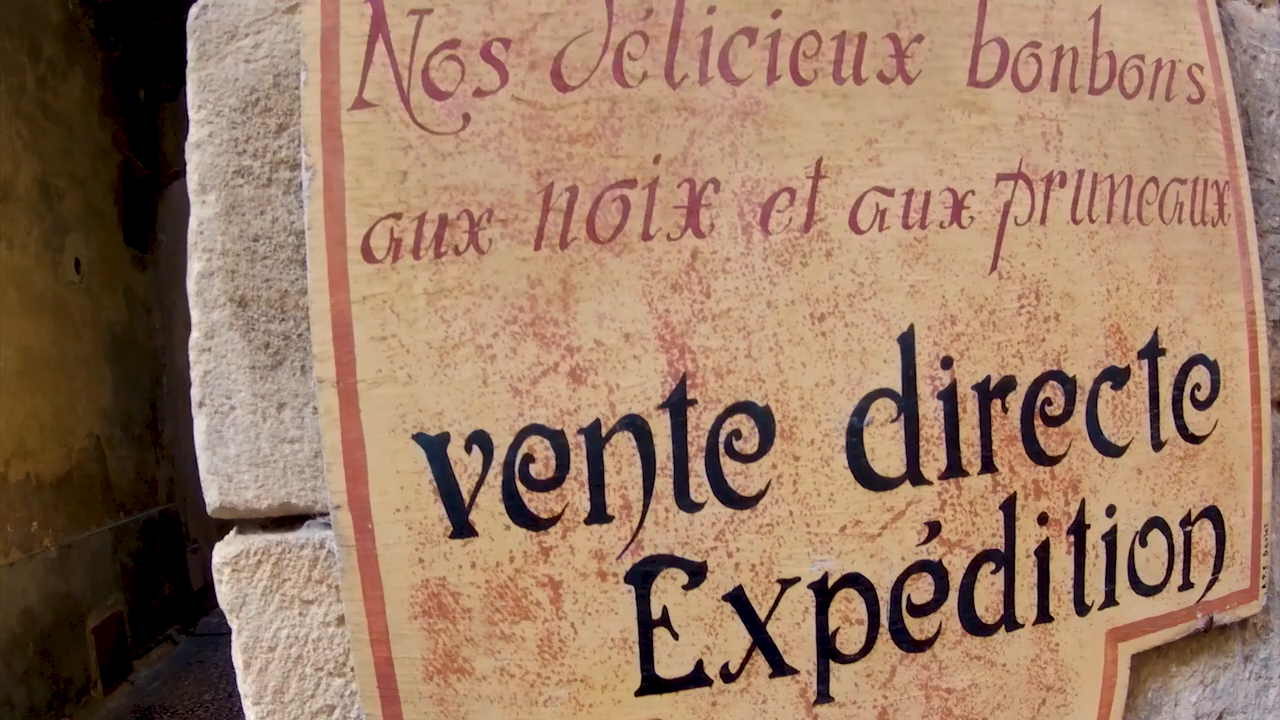 Nos délicieux bonbons
aux noix et aux pruneaux
vente directe
Expédition